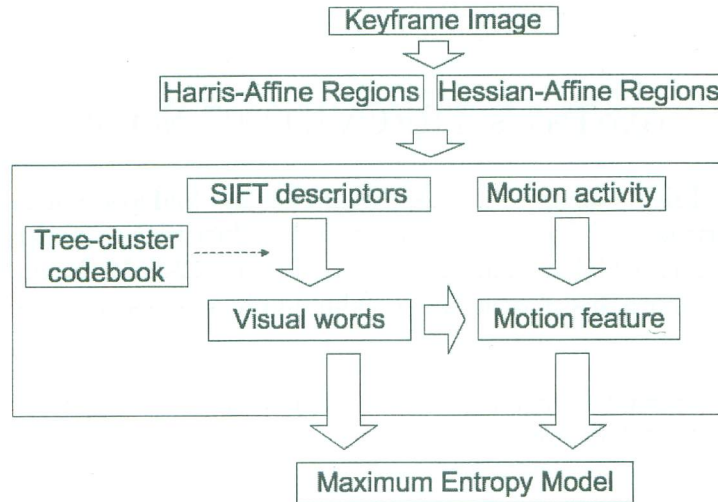 Keyframe Image
Harris-Affine Regions
Hessian-Affine Regions
SIFT descriptors
Motion activity
Tree-cluster
codebook
Visual words
Motion feature
Maximum Entropy Model